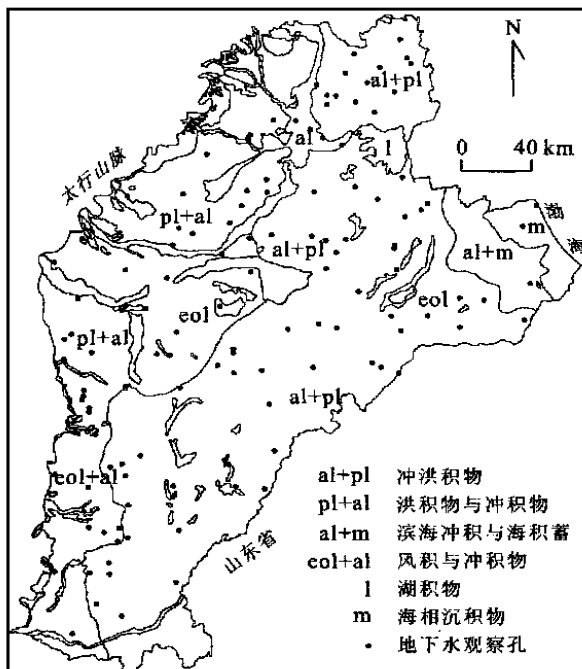 N
al+pl
al
l
0 40 km
太行山脉
渤海
m
pl+al
al+pl
al+m
eol
eol
pl+al
al+pl
eol+al
山东省
al+pl 冲洪积物
pl+al 洪积物与冲积物
al+m 滨海冲积与海积蓄
eol+al 风积与冲积物
l 湖积物
m 海相沉积物
• 地下水观察孔